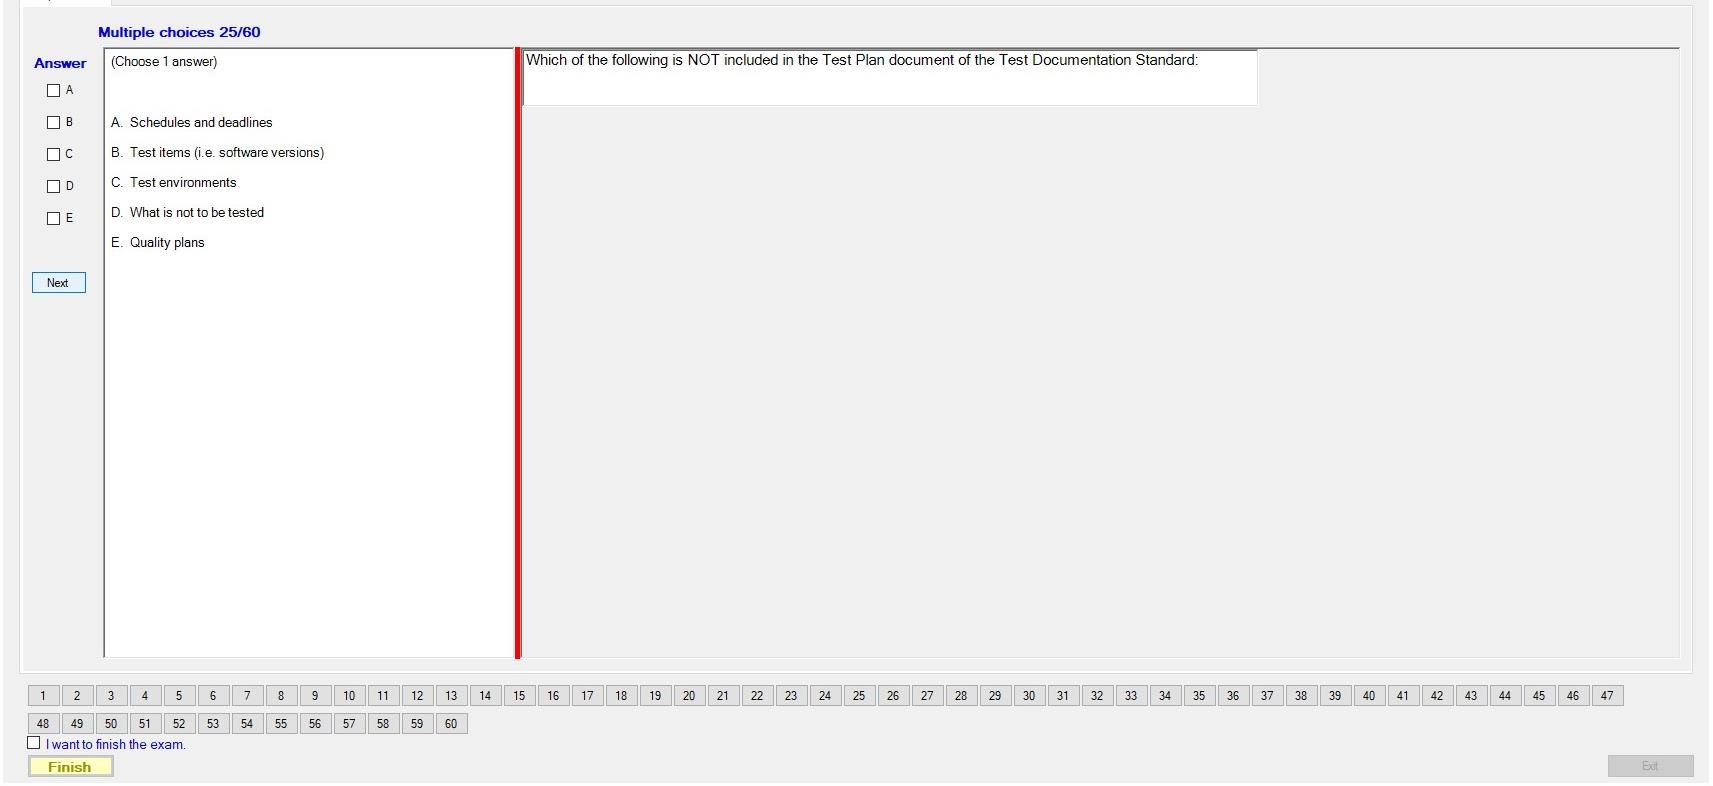 Multiple choices 25/60
Answer
(Choose 1 answer)
Which of the following is NOT included in the Test Plan document of the Test Documentation Standard:
A
B
C
D
E
A. Schedules and deadlines
B. Test items (i.e. software versions)
C. Test environments
D. What is not to be tested
E. Quality plans
Next
1 2 3 4 5 6 7 8 9 10 11 12 13 14 15 16 17 18 19 20 21 22 23 24 25 26 27 28 29 30 31 32 33 34 35 36 37 38 39 40 41 42 43 44 45 46 47
48 49 50 51 52 53 54 55 56 57 58 59 60
I want to finish the exam.
Finish
Exit